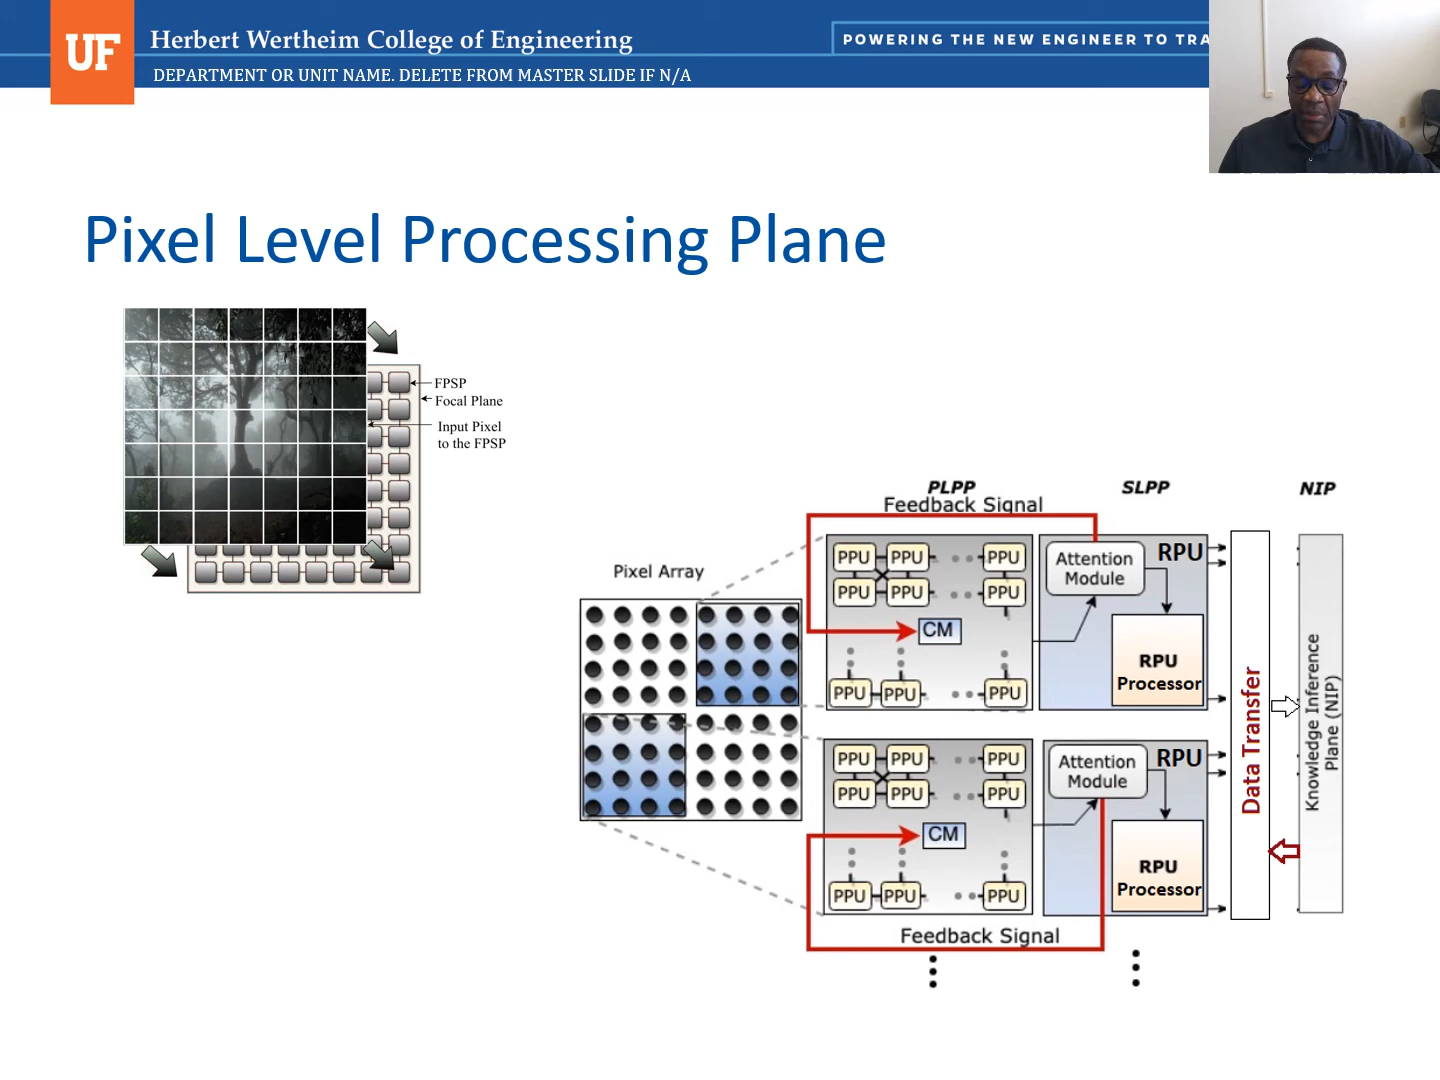 UF
Herbert Wertheim College of Engineering
POWERING THE NEW ENGINEER TO TRA
DEPARTMENT OR UNIT NAME. DELETE FROM MASTER SLIDE IF N/A
Pixel Level Processing Plane
FPSP
Focal Plane
Input Pixel
to the FPSP
PLPP
SLPP
NIP
Feedback Signal
Pixel Array
PPU PPU PPU
PPU PPU PPU
CM
PPU PPU PPU
Attention
Module
RPU
RPU
Processor
PPU PPU PPU
PPU PPU PPU
CM
PPU PPU PPU
Attention
Module
RPU
RPU
Processor
Feedback Signal
Data Transfer
Knowledge Inference
Plane (NIP)